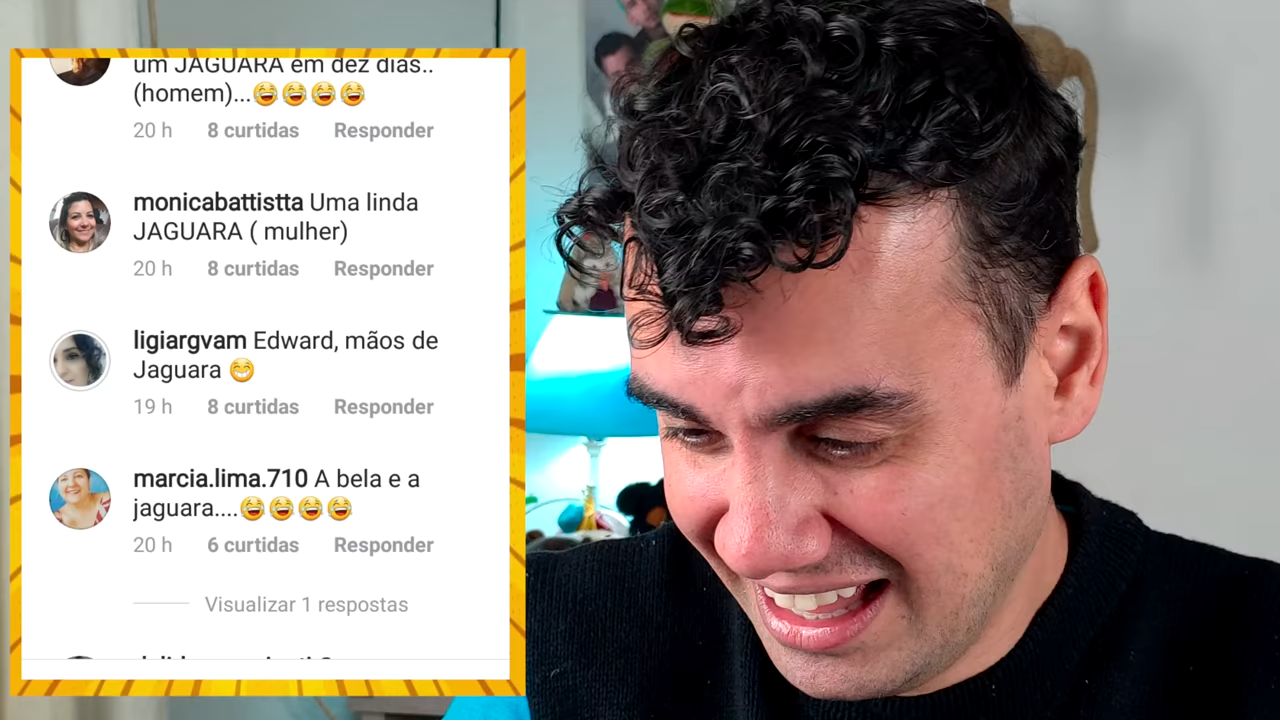 um JAGUARA em dez dias..
(homem)...😂😂😂😂
20 h 8 curtidas Responder
monicabattistta Uma linda
JAGUARA ( mulher)
20 h 8 curtidas Responder
ligiargvam Edward, mãos de
Jaguara 😁
19 h 8 curtidas Responder
marcia.lima.710 A bela e a
jaguara....😂😂😂😂
20 h 6 curtidas Responder
Visualizar 1 respostas